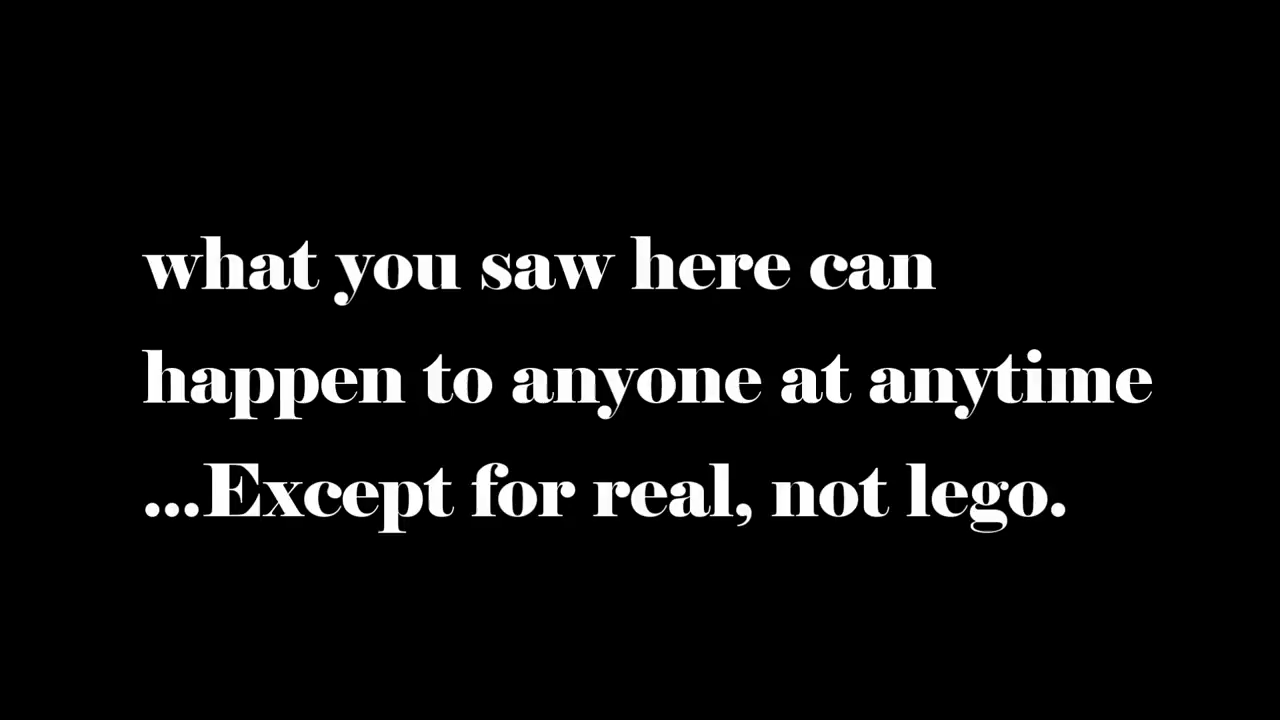 what you saw here can
happen to anyone at anytime
...Except for real, not lego.